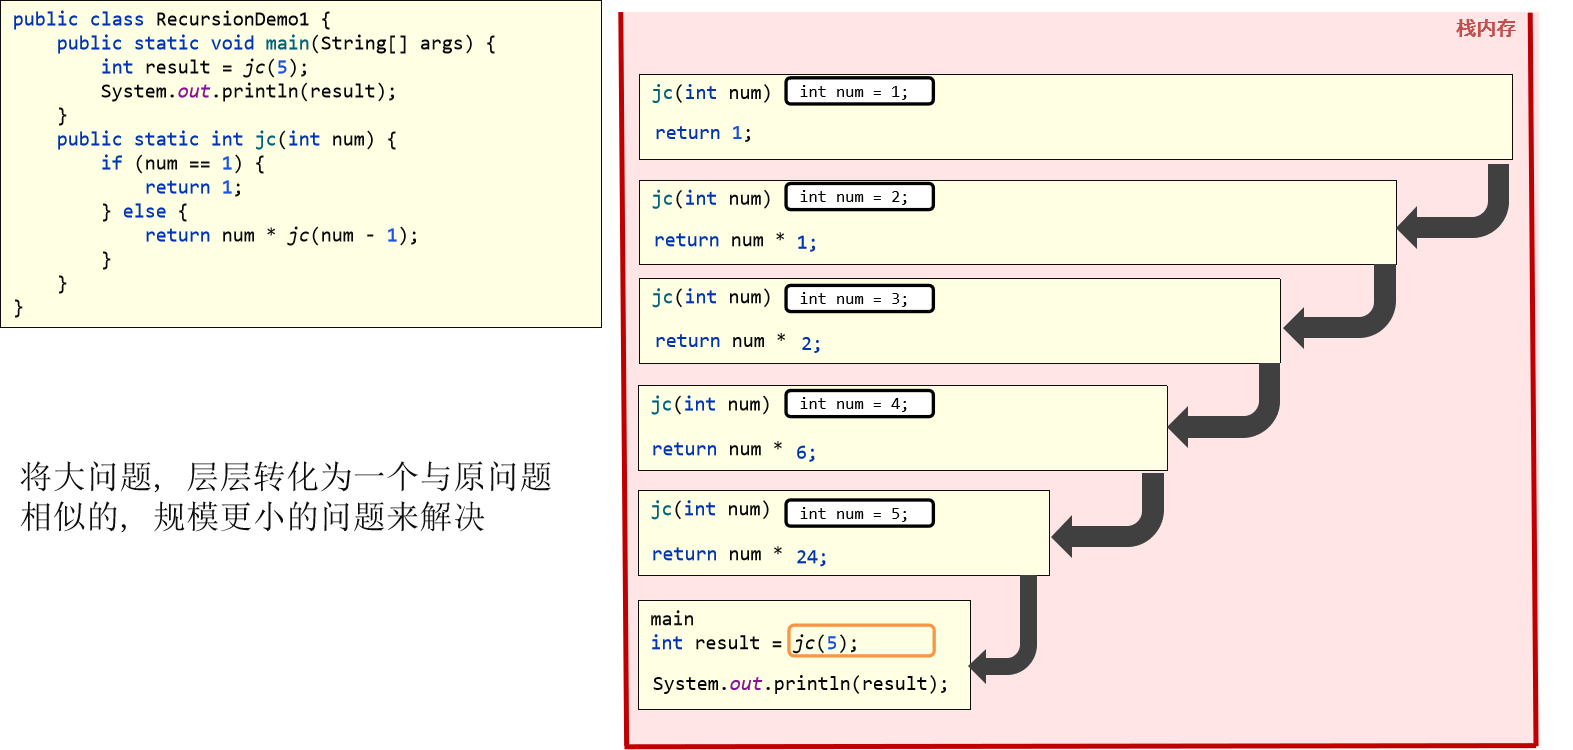 public class RecursionDemo1 {
    public static void main(String[] args) {
        int result = jc(5);
        System.out.println(result);
    }
    public static int jc(int num) {
        if (num == 1) {
            return 1;
        } else {
            return num * jc(num - 1);
        }
    }
}
将大问题, 层层转化为一个与原问题
相似的, 规模更小的问题来解决
栈内存
jc(int num) int num = 1;
return 1;
jc(int num) int num = 2;
return num * 1;
jc(int num) int num = 3;
return num * 2;
jc(int num) int num = 4;
return num * 6;
jc(int num) int num = 5;
return num * 24;
main
int result = jc(5);
System.out.println(result);